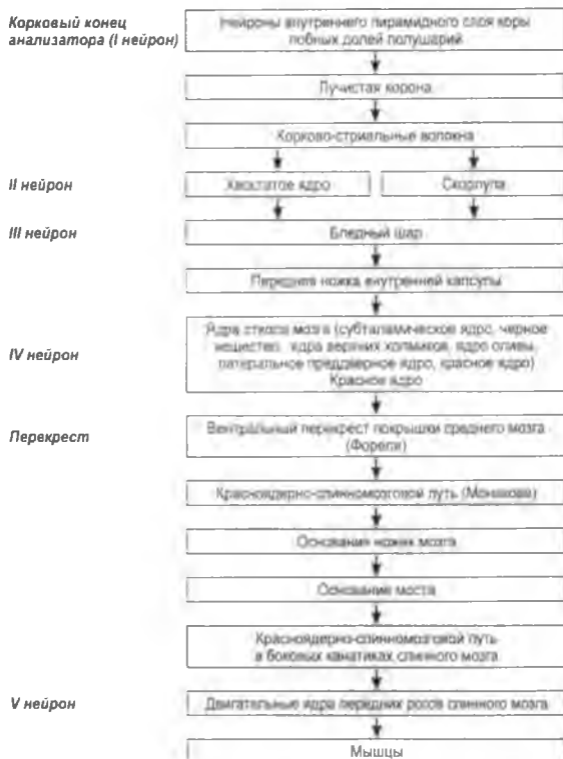 Корковый конец
анализатора (I нейрон)
Нейроны внутреннего пирамидного слоя коры
лобных долей полушарий
Лучистая корона
Корково-стриальные волокна
II нейрон
Хвостатое ядро
Скорлупа
III нейрон
Бледный шар
Передняя ножка внутренней капсулы
IV нейрон
Ядра ствола мозга (субталамическое ядро, черное
вещество, ядра верхних холмиков, ядро оливы,
латеральное преддверное ядро, красное ядро)
Красное ядро
Перекрест
Вентральный перекрест покрышки среднего мозга
(Фореля)
Красноядерно-спинномозговой путь (Монакова)
Основание ножек мозга
Основание моста
Красноядерно-спинномозговой путь
в боковых канатиках спинного мозга
V нейрон
Двигательные ядра передних рогов спинного мозга
Мышцы